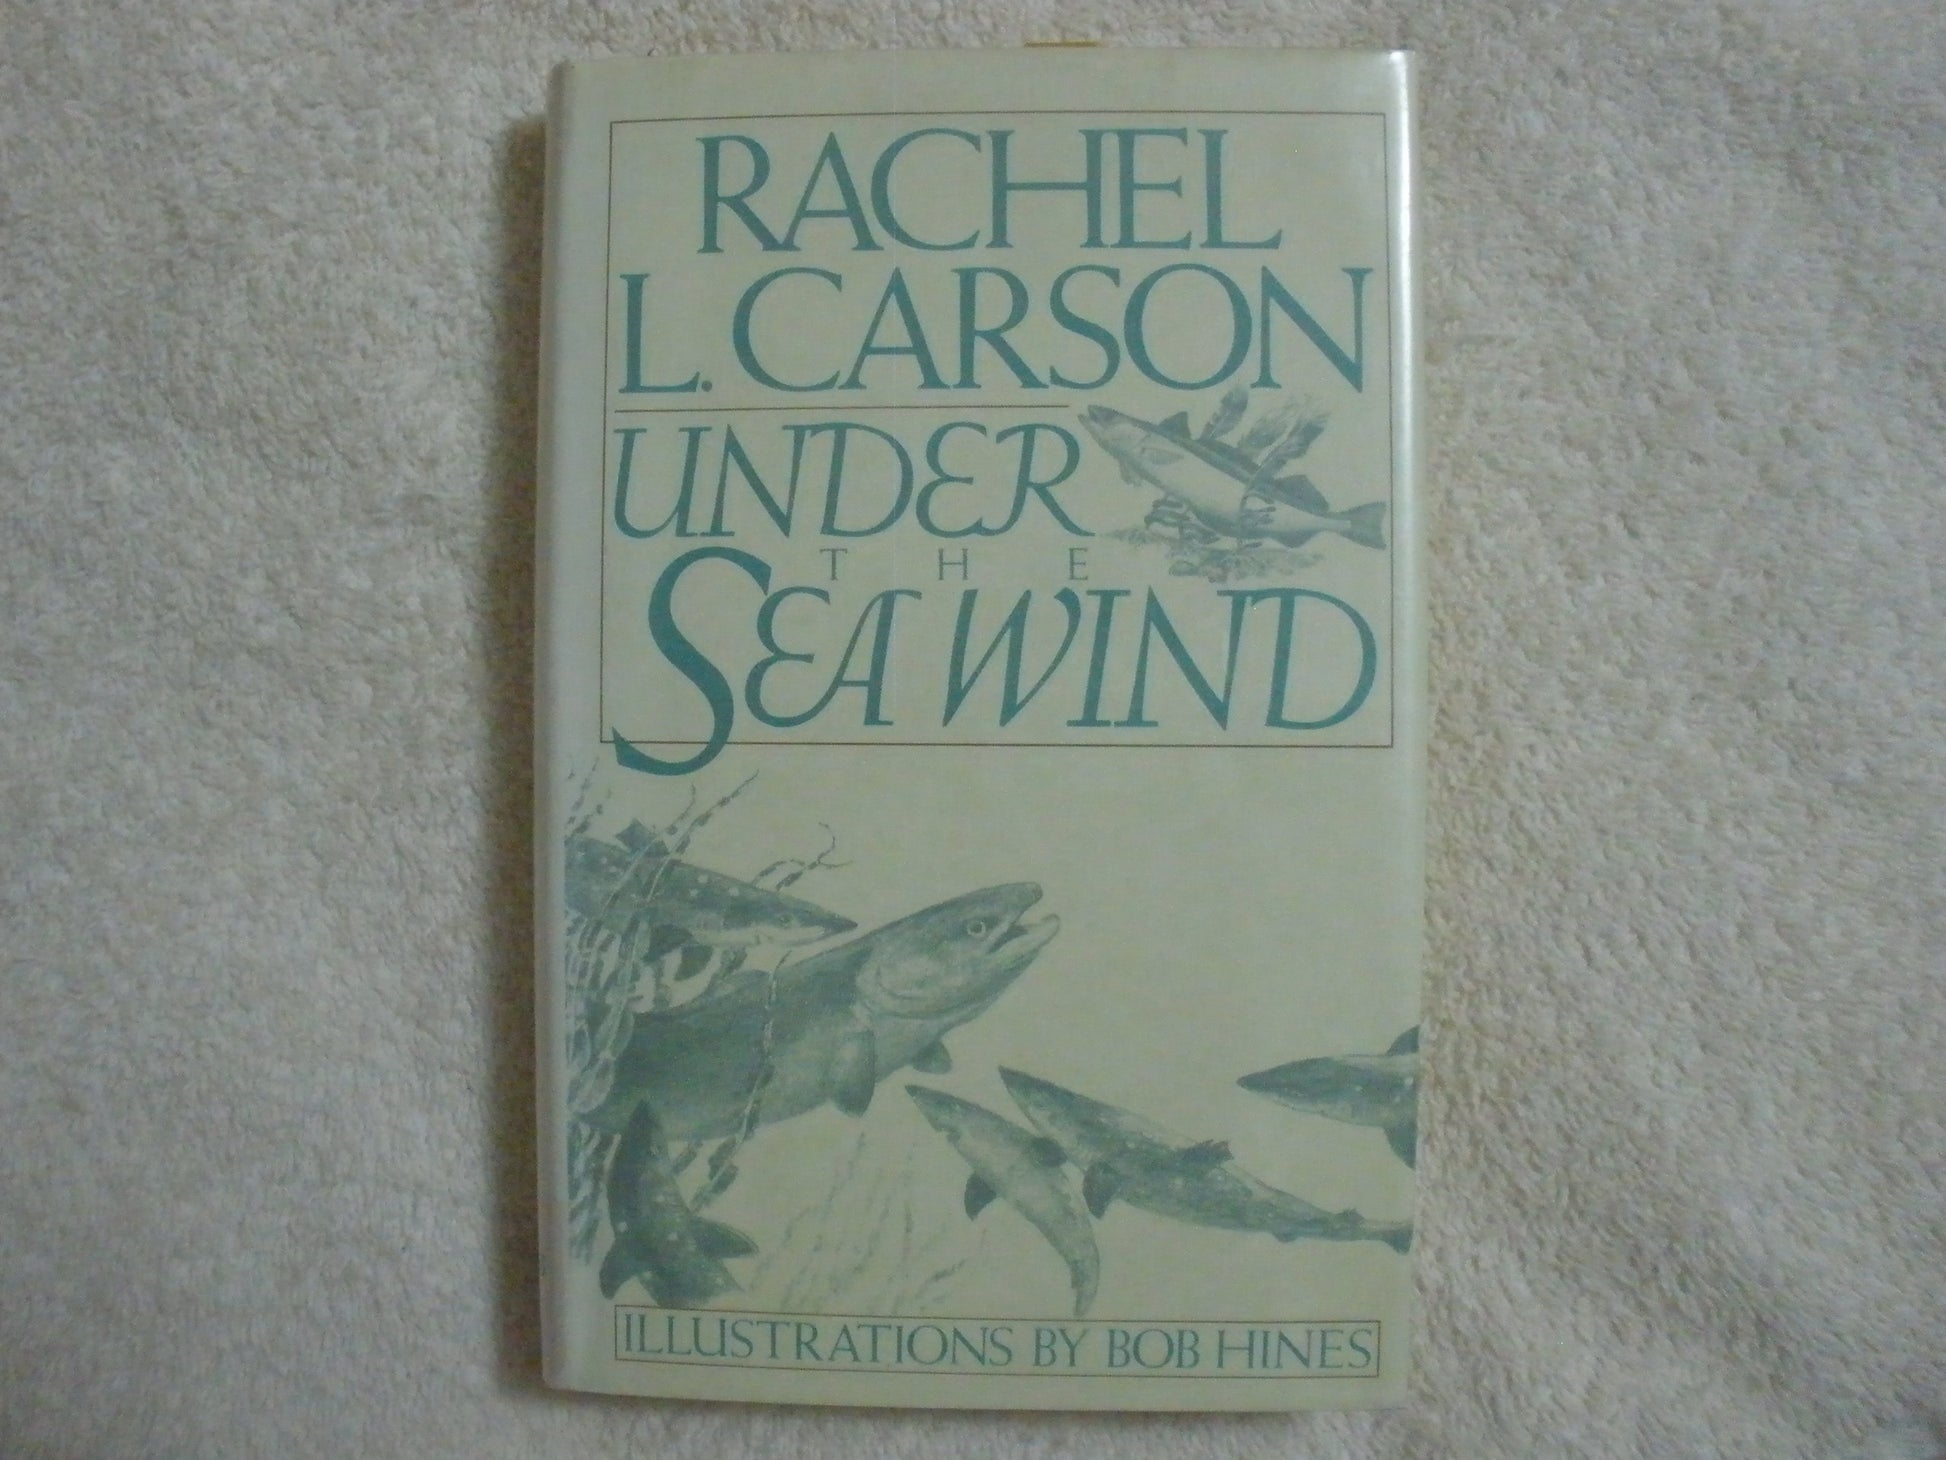 RACHEL
L. CARSON
UNDER
THE
SEA WIND
ILLUSTRATIONS BY BOB HINES